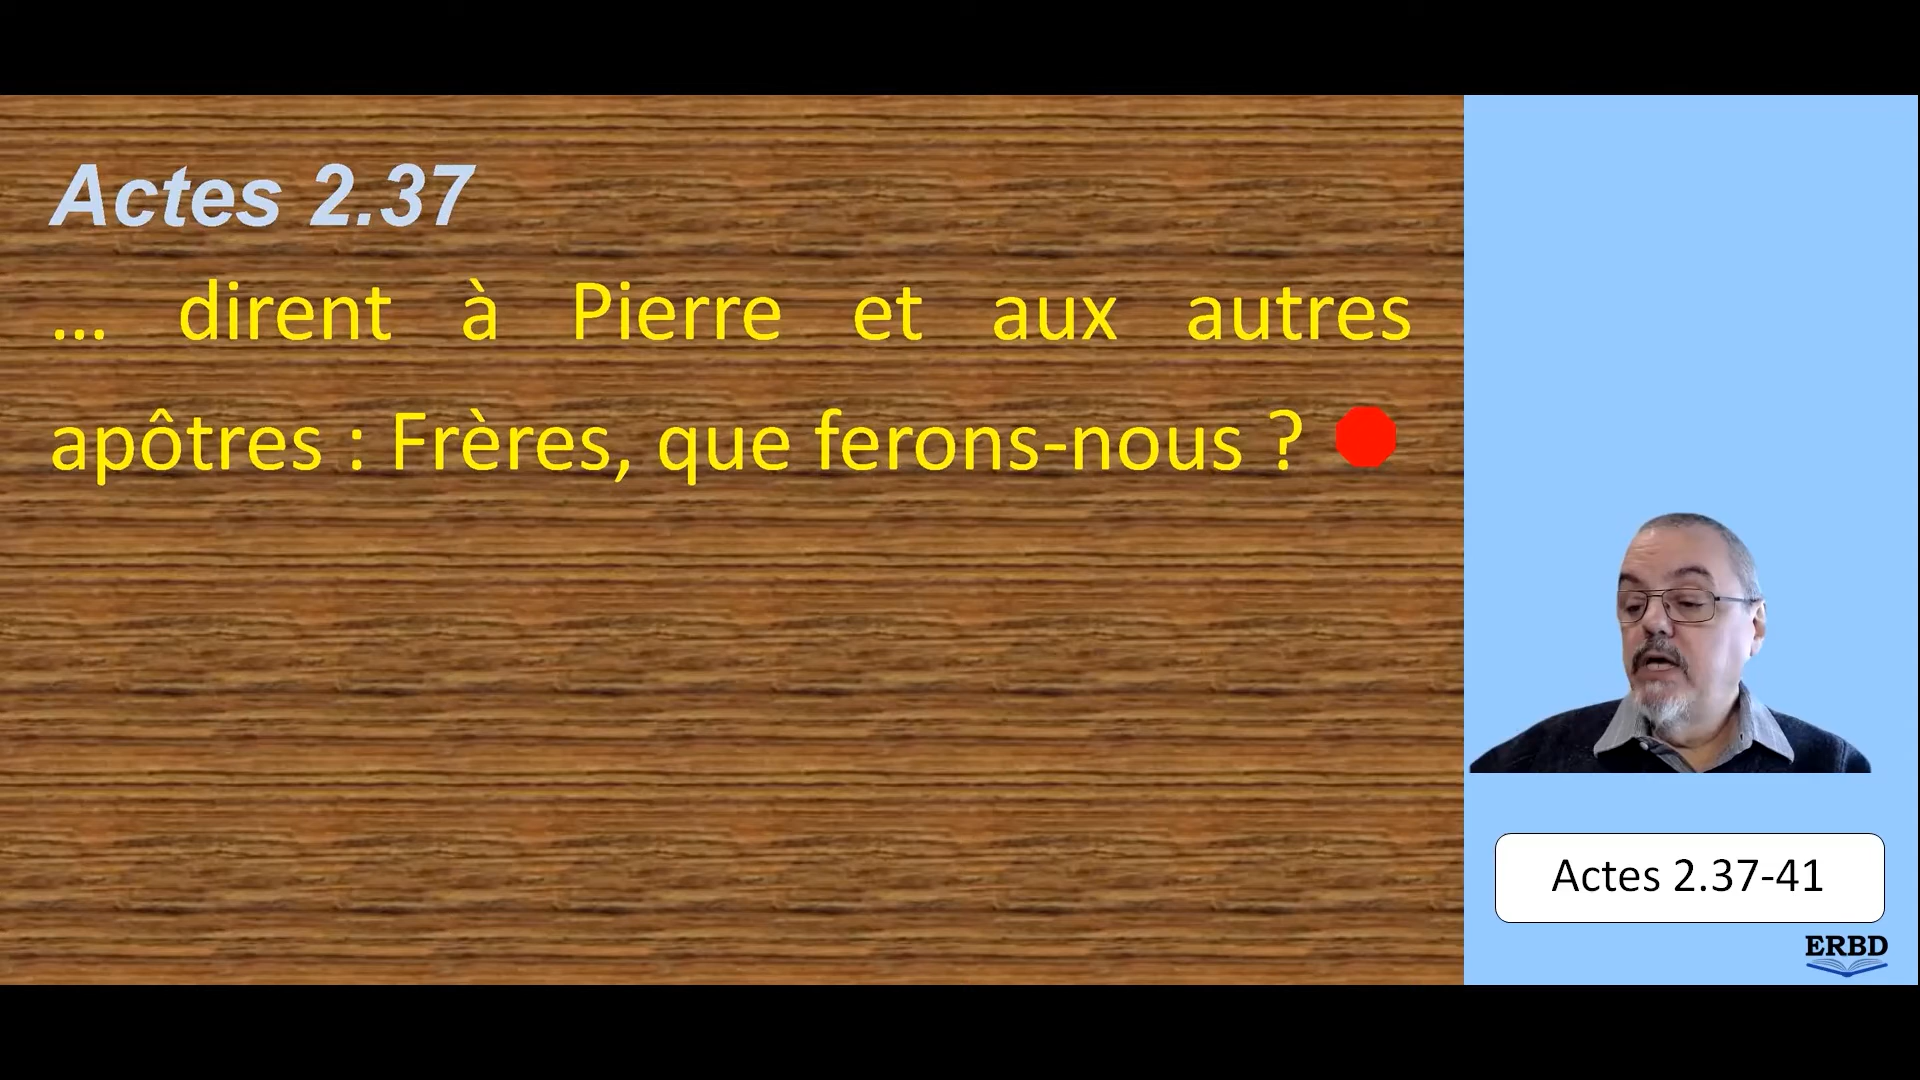 Actes 2.37
... dirent à Pierre et aux autres
apôtres : Frères, que ferons-nous ?
Actes 2.37-41
ERBD